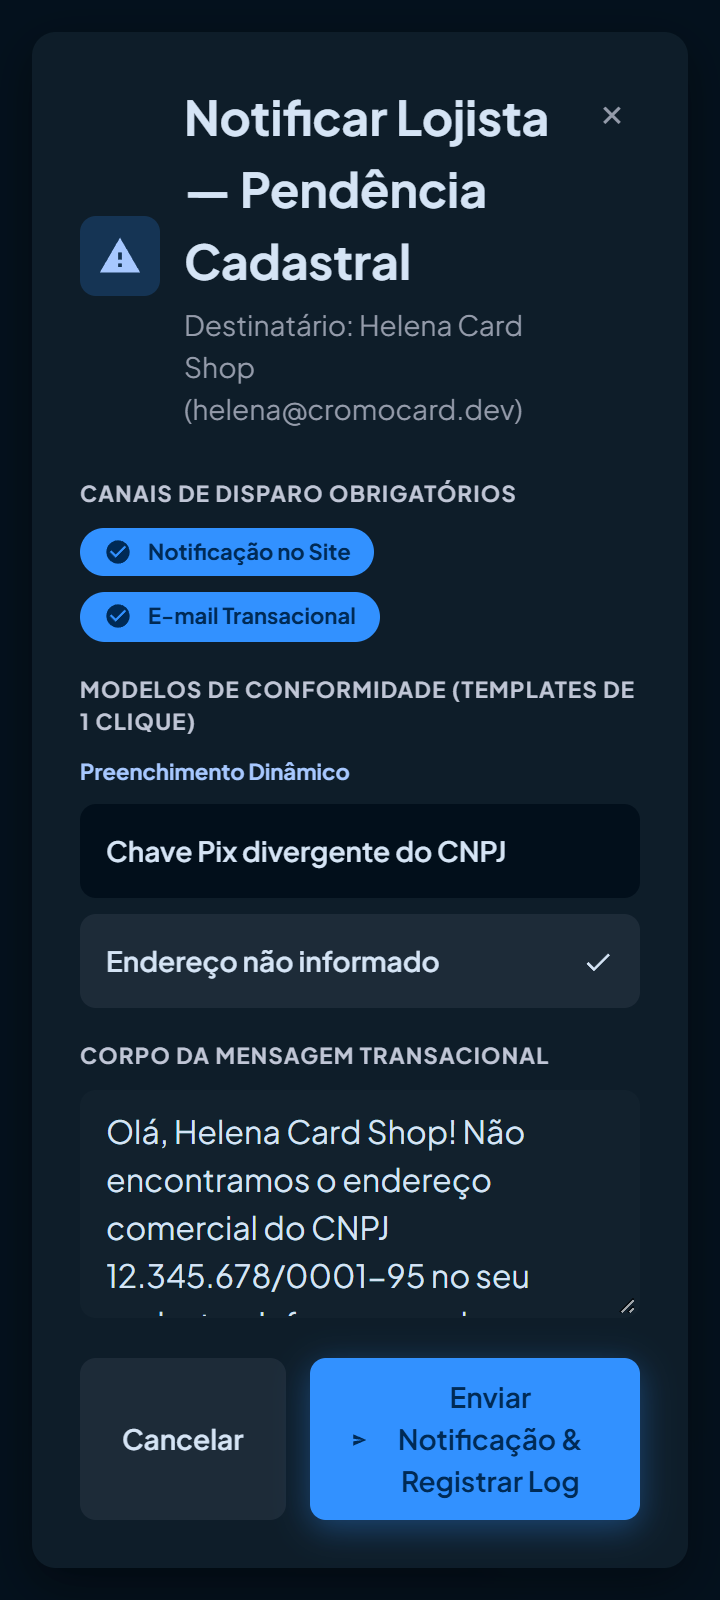 Notificar Lojista
— Pendência
Cadastral
Destinatário: Helena Card
Shop
(helena@cromocard.dev)
CANAIS DE DISPARO OBRIGATÓRIOS
Notificação no Site
E-mail Transacional
MODELOS DE CONFORMIDADE (TEMPLATES DE
1 CLIQUE)
Preenchimento Dinâmico
Chave Pix divergente do CNPJ
Endereço não informado
CORPO DA MENSAGEM TRANSACIONAL
Olá, Helena Card Shop! Não
encontramos o endereço
comercial do CNPJ
12.345.678/0001-95 no seu
Cancelar
Enviar
Notificação &
Registrar Log